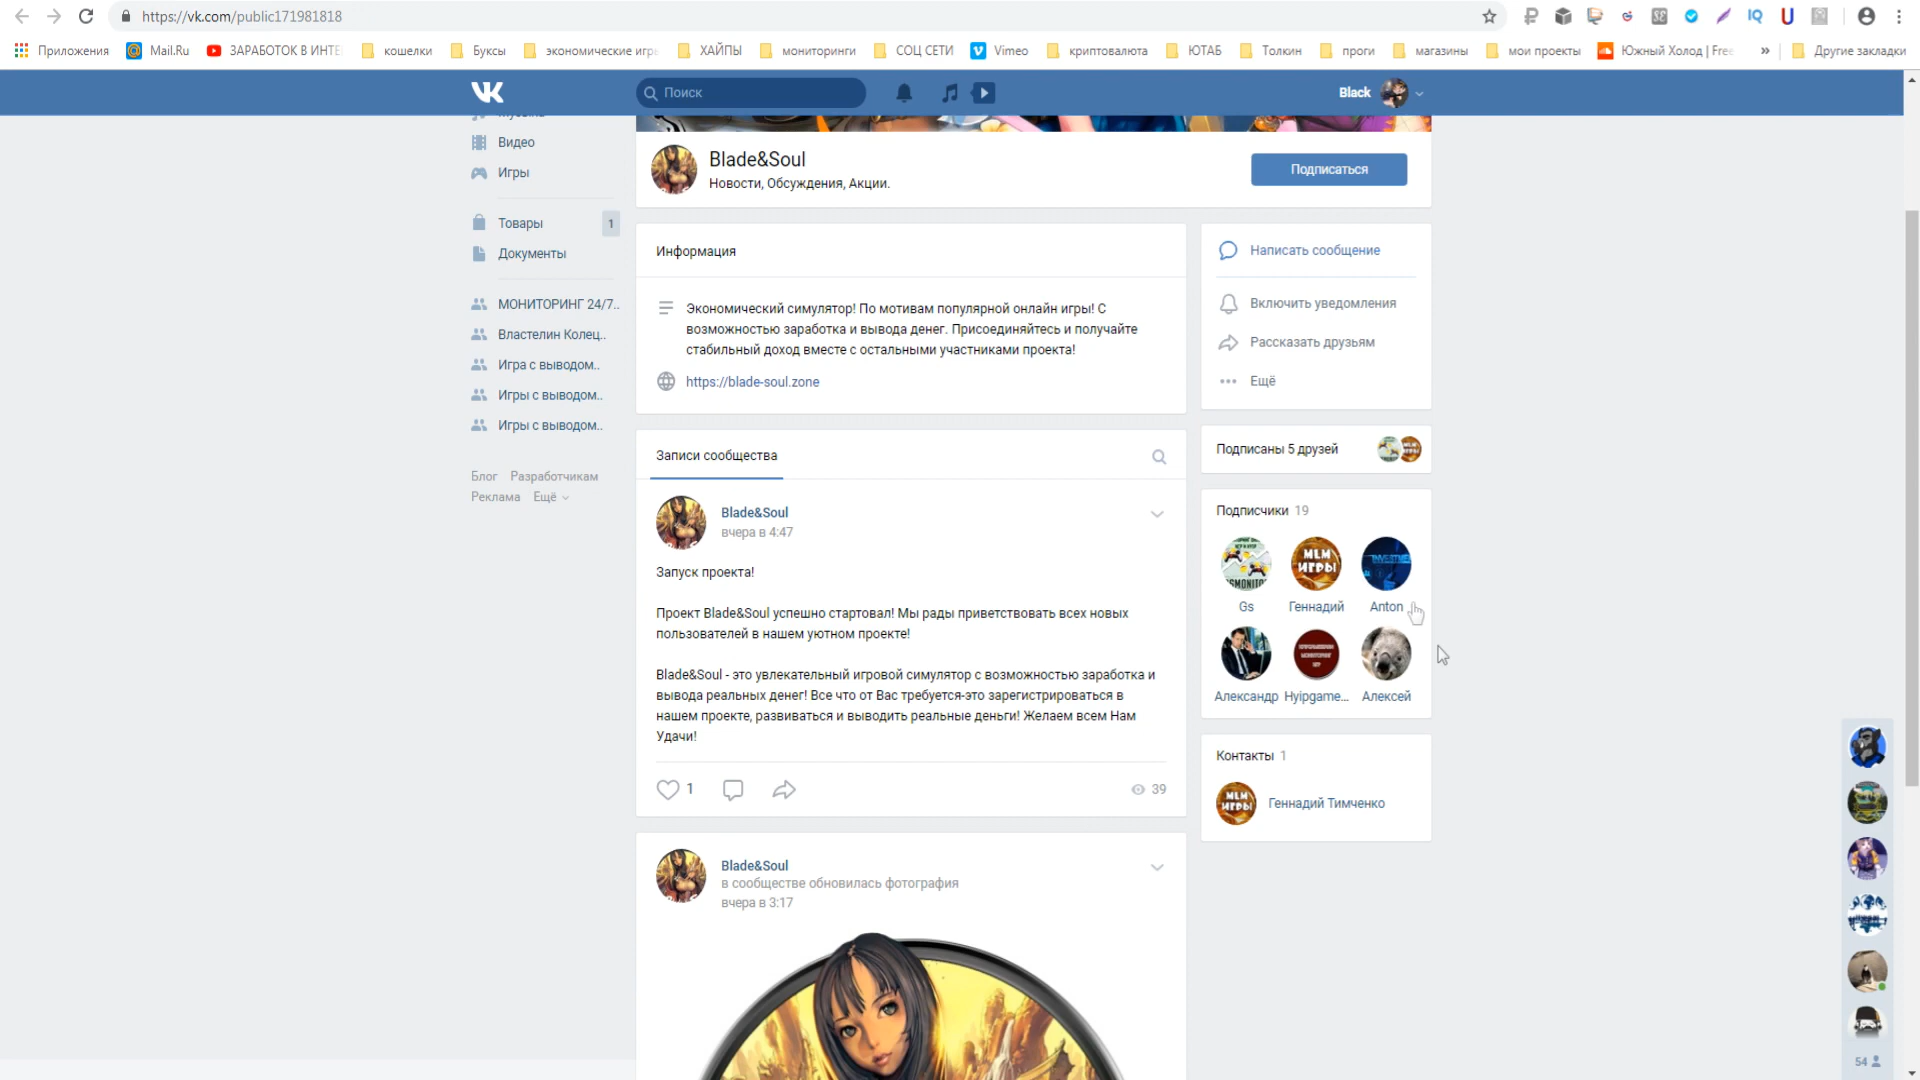 https://vk.com/public171981818
Приложения
Mail.Ru
ЗАРАБОТОК В ИНТЕ
кошелки
Буксы
экономические игры
ХАЙПЫ
мониторинги
СОЦ СЕТИ
Vimeo
криптовалюта
ЮТАБ
Толкин
проги
магазины
мои проекты
Южный Холод | Free
»
Другие закладки
Поиск
Black
Музыка
Видео
Игры
Товары 1
Документы
МОНИТОРИНГ 24/7..
Властелин Колец..
Игра с выводом..
Игры с выводом..
Игры с выводом..
Блог Разработчикам
Реклама Ещё
Blade&Soul
Новости, Обсуждения, Акции.
Подписаться
Информация
Экономический симулятор! По мотивам популярной онлайн игры! С
возможностью заработка и вывода денег. Присоединяйтесь и получайте
стабильный доход вместе с остальными участниками проекта!
https://blade-soul.zone
Записи сообщества
Blade&Soul
вчера в 4:47
Запуск проекта!
Проект Blade&Soul успешно стартовал! Мы рады приветствовать всех новых
пользователей в нашем уютном проекте!
Blade&Soul - это увлекательный игровой симулятор с возможностью заработка и
вывода реальных денег! Все что от Вас требуется-это зарегистрироваться в
нашем проекте, развиваться и выводить реальные деньги! Желаем всем Нам
Удачи!
1
39
Blade&Soul
в сообществе обновилась фотография
вчера в 3:17
Написать сообщение
Включить уведомления
Рассказать друзьям
Ещё
Подписаны 5 друзей
Подписчики 19
MLM
ИГРЫ
Gs Геннадий Anton
Александр Hyipgame... Алексей
Контакты 1
MLM
ИГРЫ
Геннадий Тимченко
54